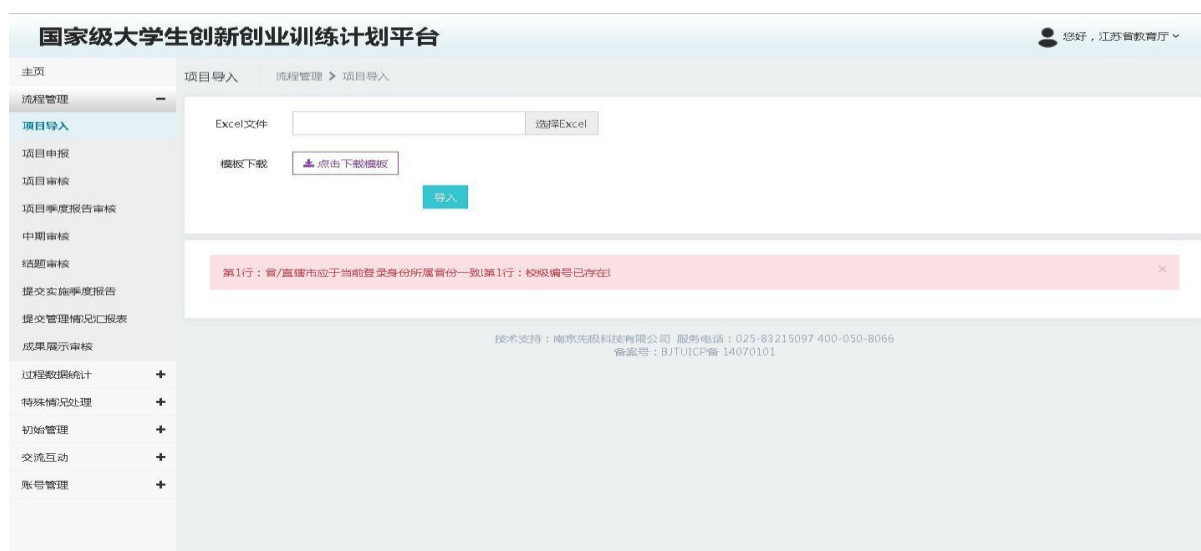 国家级大学生创新创业训练计划平台
您好，江苏省教育厅
主页
流程管理
项目导入
项目申报
项目审核
项目季度报告审核
中期审核
结题审核
提交实施季度报告
提交管理情况汇报表
成果展示审核
过程数据统计
特殊情况处理
初始管理
交流互动
账号管理
项目导入 流程管理 > 项目导入
Excel文件 选择Excel
模板下载 点击下载模板
导入
第1行：省/直辖市应于当前登录身份所属省份一致!第1行：校级编号已存在! ×
技术支持：南京先极科技有限公司 服务电话：025-83215097 400-050-8066
备案号：BJTUICP备 14070101